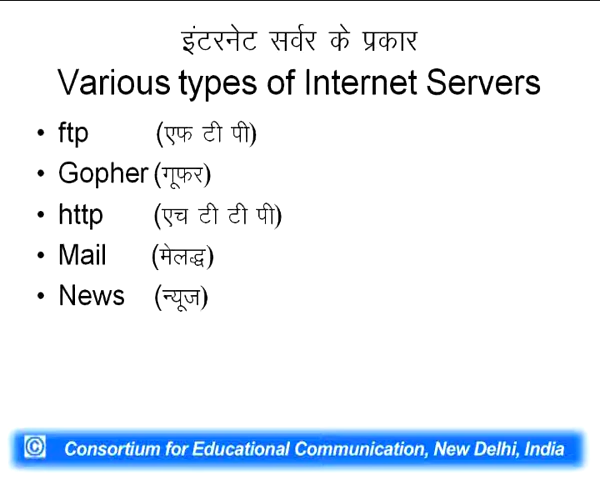 इंटरनेट सर्वर के प्रकार
Various types of Internet Servers
• ftp (एफ टी पी)
• Gopher (गूफर)
• http (एच टी टी पी)
• Mail (मेलद्ध)
• News (न्यूज)
© Consortium for Educational Communication, New Delhi, India